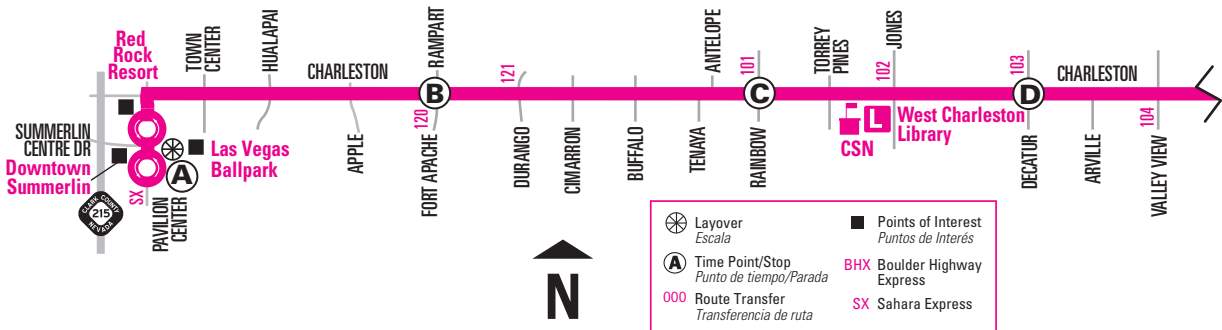 Red
Rock
Resort
TOWN
CENTER
HUALAPAI
CHARLESTON
RAMPART
121
ANTELOPE
101
TORREY
PINES
102
JONES
103
CHARLESTON
B
C
D
120
SUMMERLIN
CENTRE DR
Downtown
Summerlin
A
Las Vegas
Ballpark
SX
CLARK COUNTY
215
NEVADA
PAVILION
CENTER
APPLE
FORT APACHE
DURANGO
CIMARRON
BUFFALO
TENAYA
RAINBOW
CSN
L
West Charleston
Library
DECATUR
ARVILLE
104
VALLEY VIEW
N
Layover
Escala
A Time Point/Stop
Punto de tiempo/Parada
000 Route Transfer
Transferencia de ruta
Points of Interest
Puntos de Interés
BHX Boulder Highway
Express
SX Sahara Express